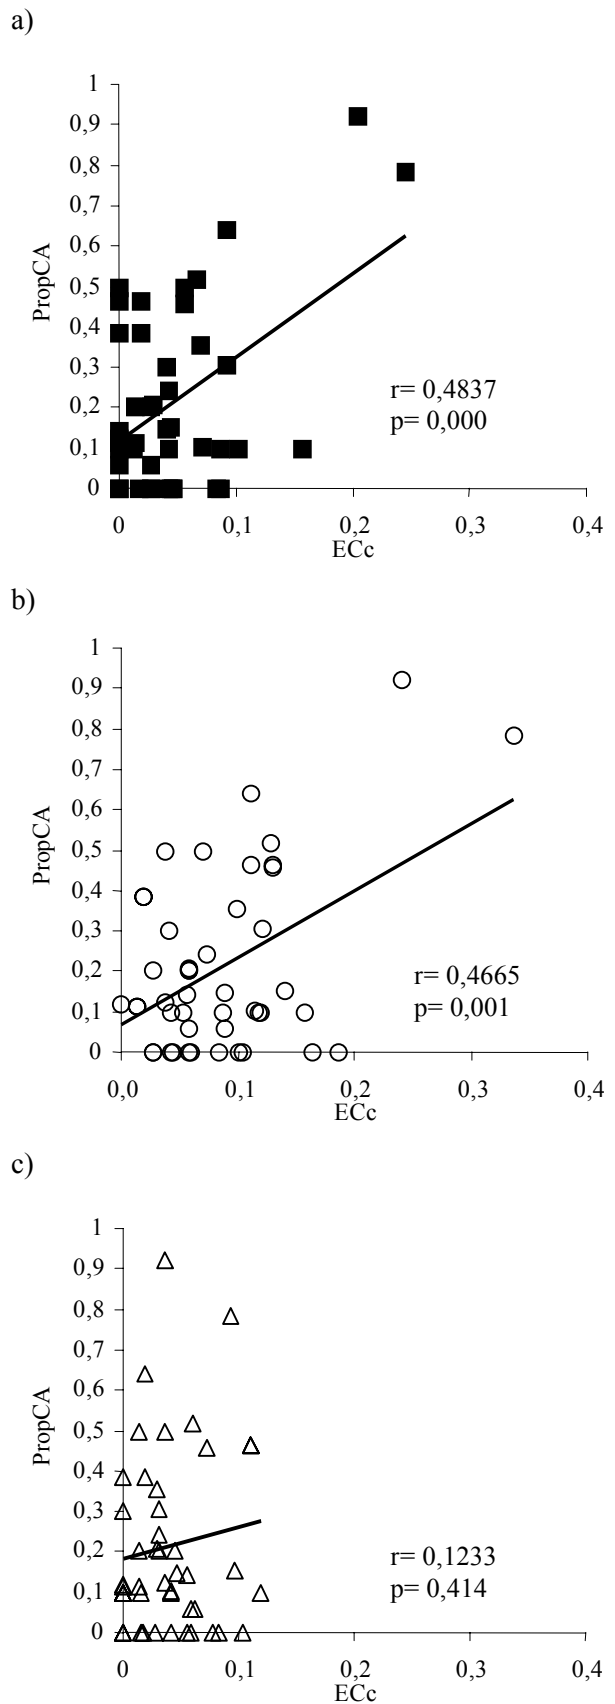 a)
1
0,9
0,8
0,7
0,6
0,5
0,4
0,3
0,2
0,1
0
PropCA
r= 0,4837
p= 0,000
0 0,1 0,2 0,3 0,4
ECc
b)
1
0,9
0,8
0,7
0,6
0,5
0,4
0,3
0,2
0,1
0
PropCA
r= 0,4665
p= 0,001
0,0 0,1 0,2 0,3 0,4
ECc
c)
1
0,9
0,8
0,7
0,6
0,5
0,4
0,3
0,2
0,1
0
PropCA
r= 0,1233
p= 0,414
0 0,1 0,2 0,3 0,4
ECc